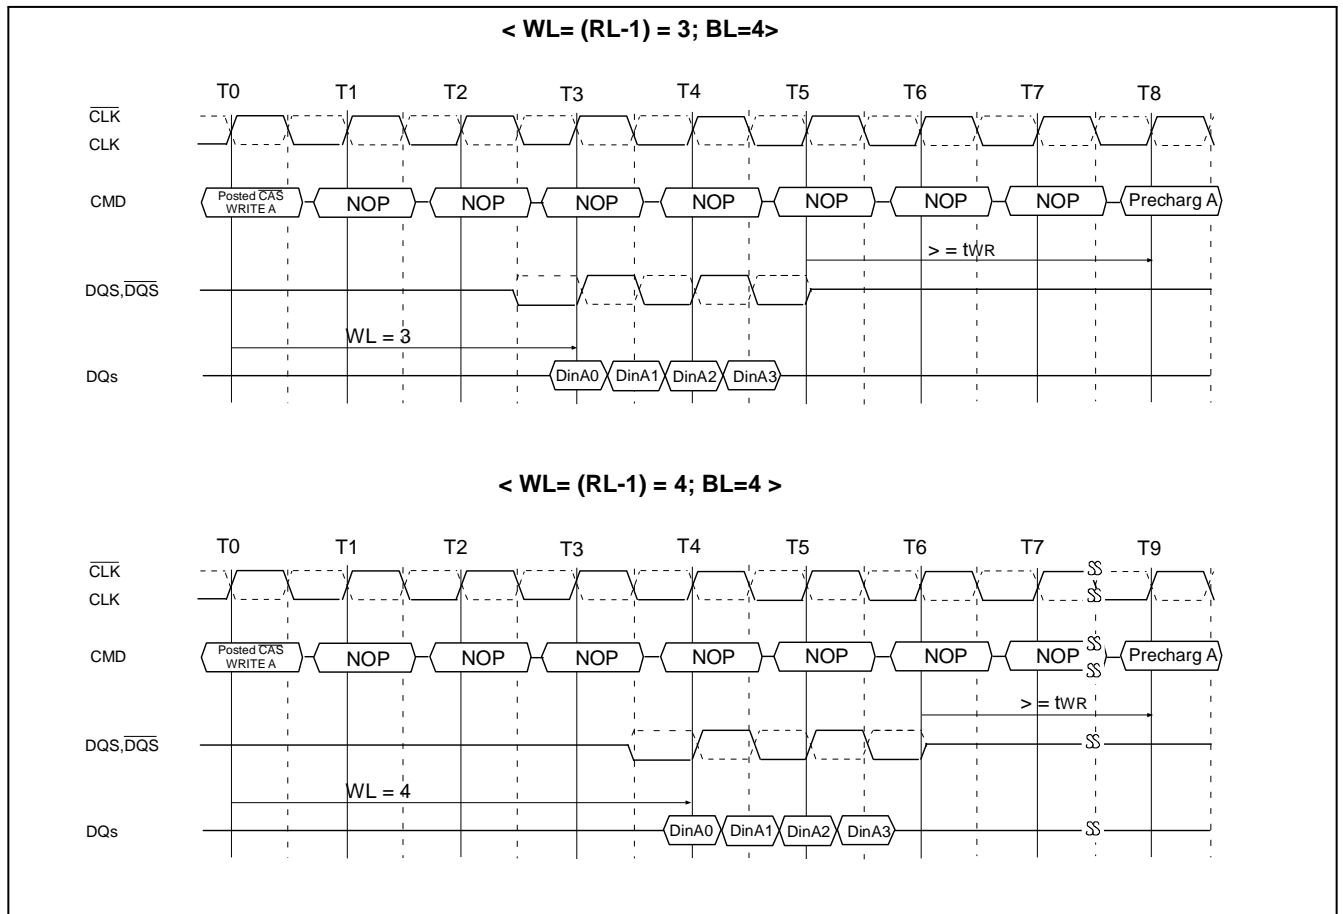 < WL= (RL-1) = 3; BL=4>
T0 T1 T2 T3 T4 T5 T6 T7 T8
CLK
CLK
CMD
Posted CAS
WRITE A
NOP NOP NOP NOP NOP NOP NOP Precharg A
> = tWR
DQS,DQS
WL = 3
DQs
DinA0 DinA1 DinA2 DinA3
< WL= (RL-1) = 4; BL=4 >
T0 T1 T2 T3 T4 T5 T6 T7 T9
CLK
CLK
CMD
Posted CAS
WRITE A
NOP NOP NOP NOP NOP NOP NOP Precharg A
> = tWR
DQS,DQS
WL = 4
DQs
DinA0 DinA1 DinA2 DinA3